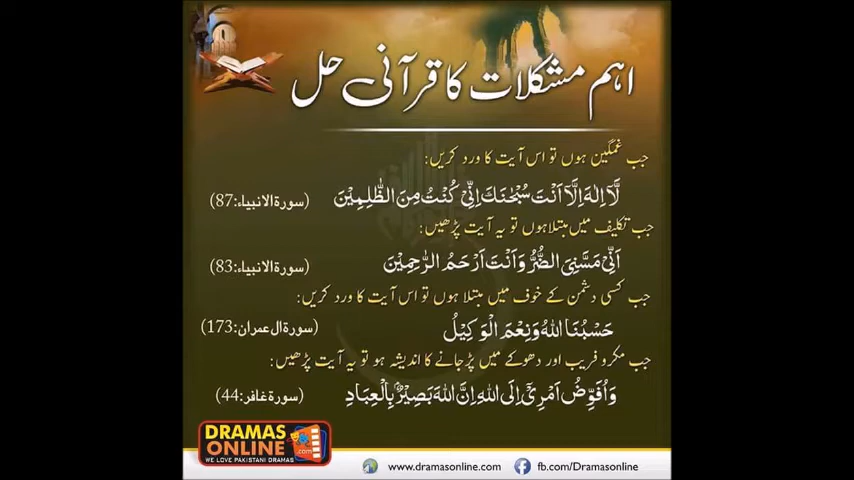 اہم مشکلات کا قرآنی حل
جب غمگین ہوں تو اس آیت کا ورد کریں:
لَّاۤ اِلٰهَ اِلَّاۤ اَنْتَ سُبْحٰنَكَ اِنِّیْ كُنْتُ مِنَ الظّٰلِمِیْنَ (سورۃ الانبیاء:87)
جب تکلیف میں مبتلا ہوں تو یہ آیت پڑھیں:
اَنِّیْ مَسَّنِیَ الضُّرُّ وَاَنْتَ اَرْحَمُ الرّٰحِمِیْنَ (سورۃ الانبیاء:83)
جب کسی دشمن کے خوف میں مبتلا ہوں تو اس آیت کا ورد کریں:
حَسْبُنَا اللّٰهُ وَنِعْمَ الْوَكِیْلُ (سورۃ ال عمران:173)
جب مکرو فریب اور دھوکے میں پڑ جانے کا اندیشہ ہو تو یہ آیت پڑھیں:
وَاُفَوِّضُ اَمْرِیْۤ اِلَی اللّٰهِ اِنَّ اللّٰهَ بَصِیْرٌۢ بِالْعِبَادِ (سورۃ غافر:44)
DRAMAS
ONLINE .com
WE LOVE PAKISTANI DRAMAS
www.dramasonline.com fb.com/Dramasonline